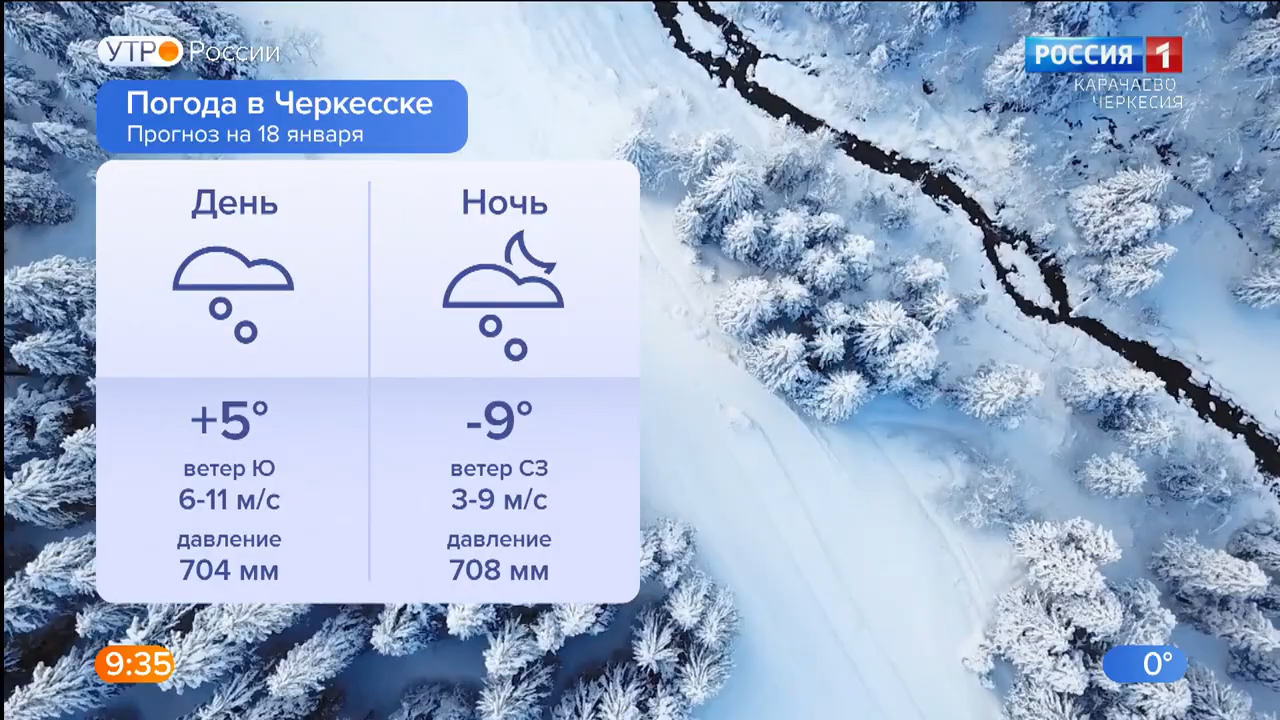 УТРО России
РОССИЯ 1
КАРАЧАЕВО
ЧЕРКЕСИЯ
Погода в Черкесске
Прогноз на 18 января
День
Ночь
+5°
-9°
ветер Ю
ветер СЗ
6-11 м/с
3-9 м/с
давление
давление
704 мм
708 мм
9:35
0°